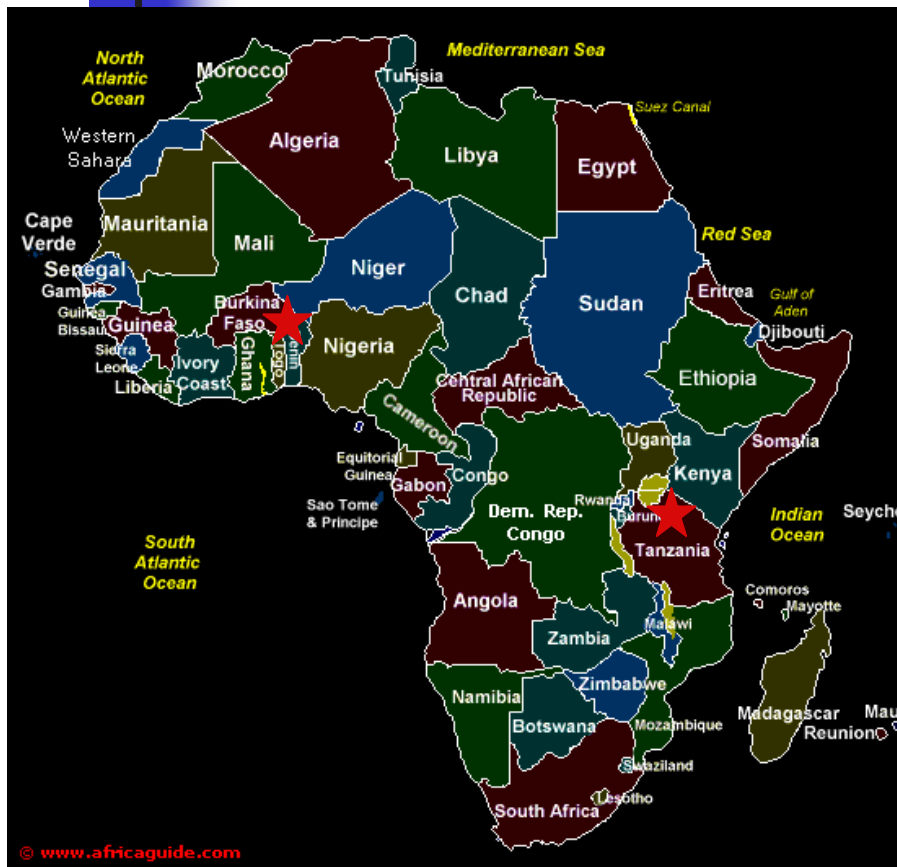 Mediterranean Sea
North
Atlantic
Ocean
Morocco
Tunisia
Suez Canal
Western
Sahara
Algeria
Libya
Egypt
Cape
Verde
Mauritania
Mali
Niger
Chad
Sudan
Red Sea
Eritrea
Gulf of
Aden
Djibouti
Senegal
Gambia
Guinea
Bissau
Guinea
Burkina
Faso
Sierra
Leone
Liberia
Ivory
Coast
Ghana
Togo
Nigeria
Cameroon
Central African
Republic
Ethiopia
Somalia
Uganda
Kenya
Equitorial
Guinea
Gabon
Congo
Sao Tome
& Principe
Dem. Rep.
Congo
Rwanda
Tanzania
Indian
Ocean
South
Atlantic
Ocean
Angola
Zambia
Malawi
Comoros
Mayotte
Namibia
Botswana
Zimbabwe
Mozambique
Madagascar
Reunion
Swaziland
Lesotho
South Africa
© www.africaguide.com